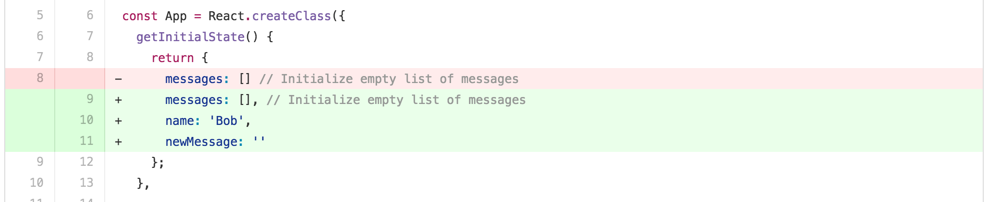 5 6 const App = React.createClass({
6 7 getInitialState() {
7 8 return {
8 - messages: [] // Initialize empty list of messages
9 + messages: [], // Initialize empty list of messages
10 + name: 'Bob',
11 + newMessage: ''
9 12 };
10 13 },